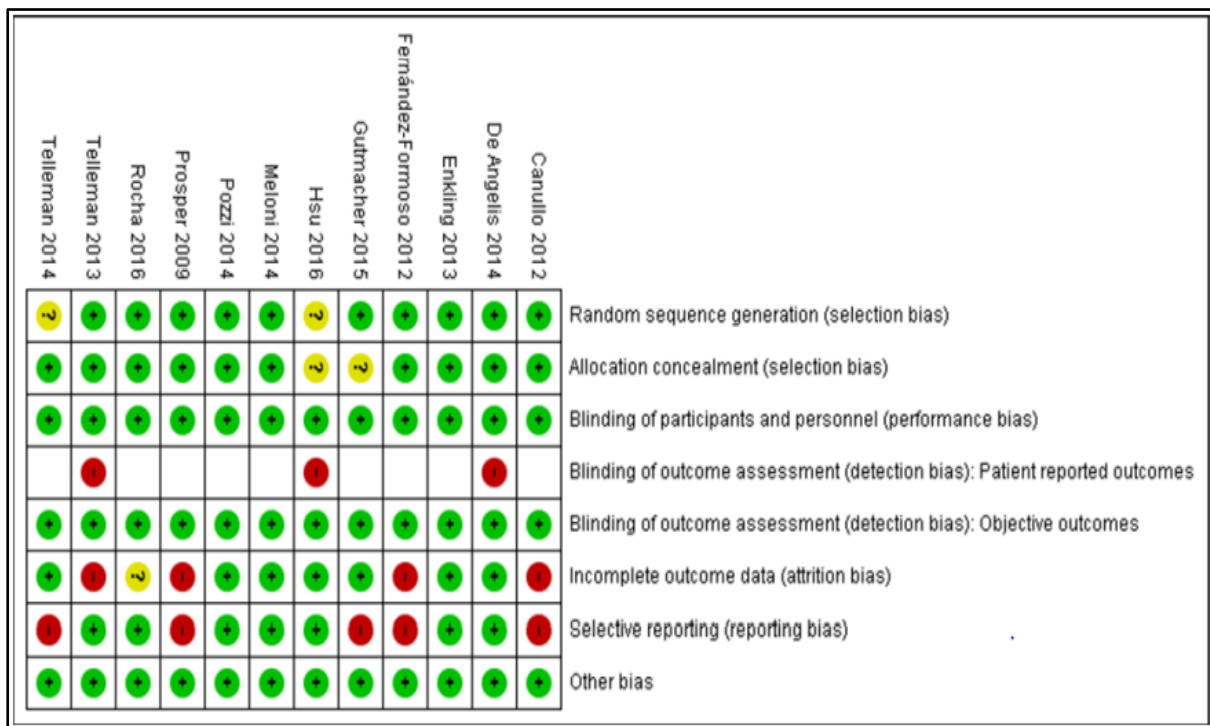 Telleman 2014
Telleman 2013
Rocha 2016
Prosper 2009
Pozzi 2014
Meloni 2014
Hsu 2016
Gutmacher 2015
Fernández-Formoso 2012
Enkling 2013
De Angelis 2014
Canullo 2012
? + + + + + ? + + + + + Random sequence generation (selection bias)
+ + + + + + ? ? + + + + Allocation concealment (selection bias)
+ + + + + + + + + + + + Blinding of participants and personnel (performance bias)
- - - Blinding of outcome assessment (detection bias): Patient reported outcomes
+ + + + + + + + + + + + Blinding of outcome assessment (detection bias): Objective outcomes
+ - ? - + + + + - + + - Incomplete outcome data (attrition bias)
- + + - + + + - - + + - Selective reporting (reporting bias)
+ + + + + + + + + + + + Other bias